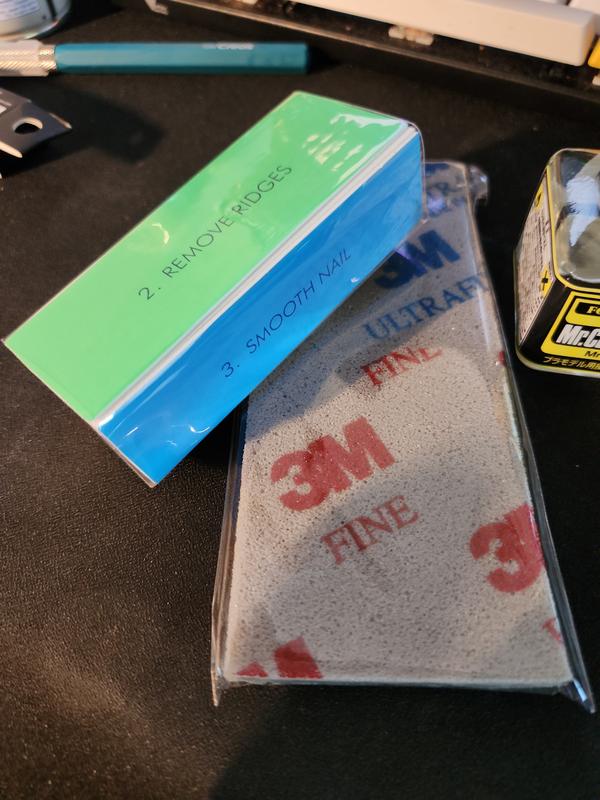 2. REMOVE RIDGES
3. SMOOTH NAIL
3M
ULTRAFI
FINE
3M
FINE
3M
Mr.C
プラモデル用